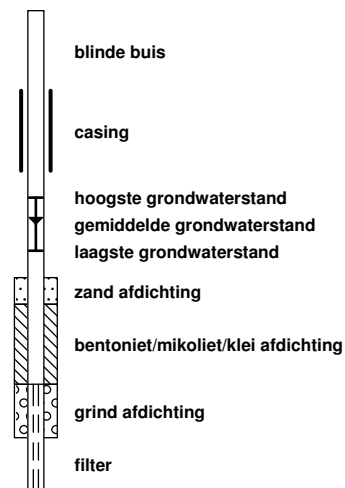 blinde buis
casing
hoogste grondwaterstand
gemiddelde grondwaterstand
laagste grondwaterstand
zand afdichting
bentoniet/mikoliet/klei afdichting
grind afdichting
filter